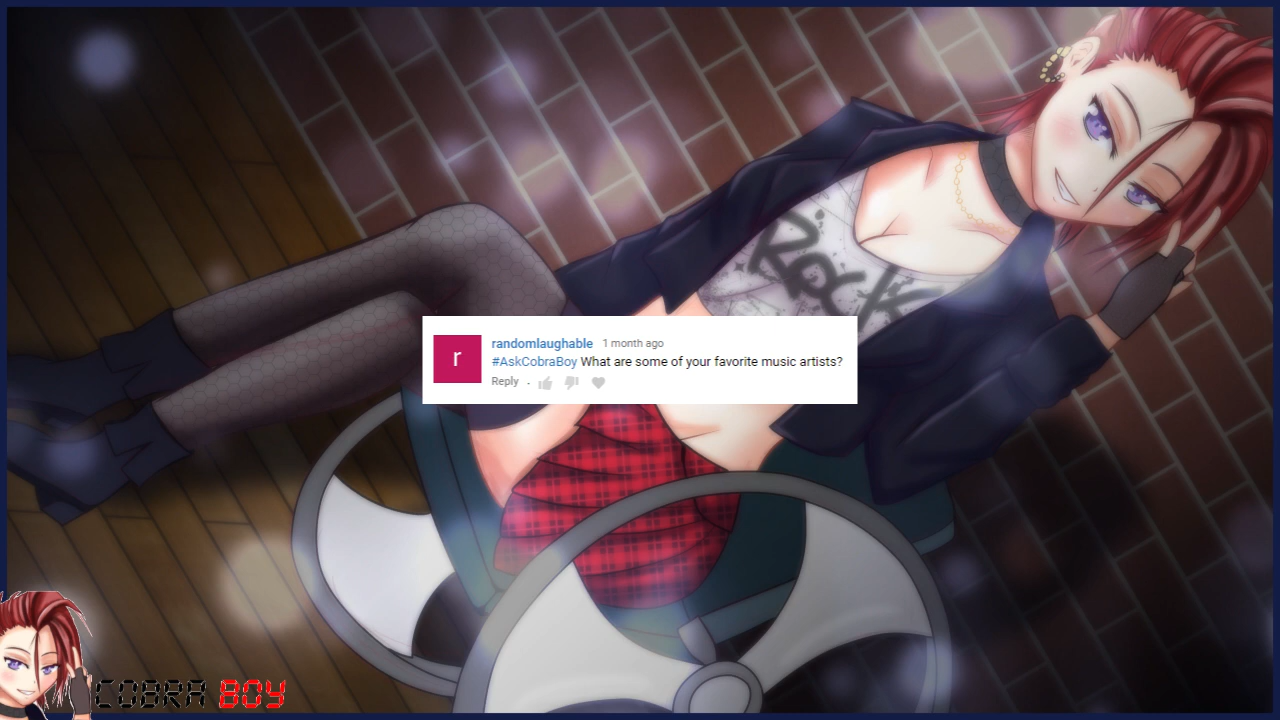 Rock
r
randomlaughable 1 month ago
#AskCobraBoy What are some of your favorite music artists?
Reply ·
COBRA BOY